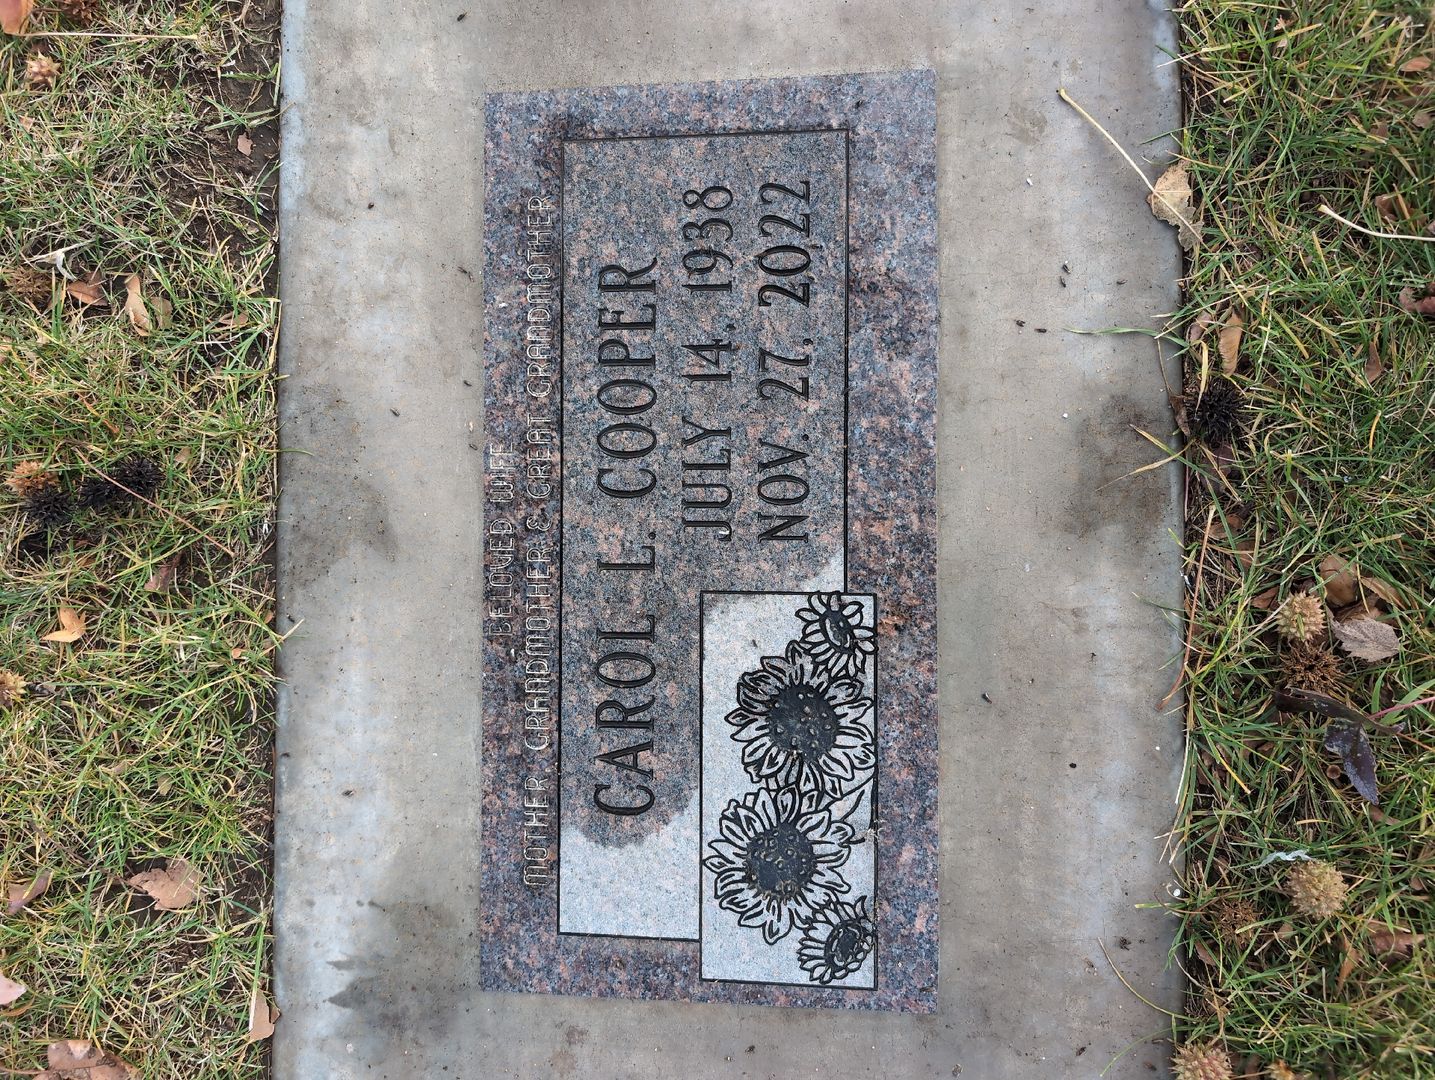 BELOVED WIFE
MOTHER GRANDMOTHER & GREAT GRANDMOTHER
CAROL L. COOPER
JULY 14. 1938
NOV. 27. 2022